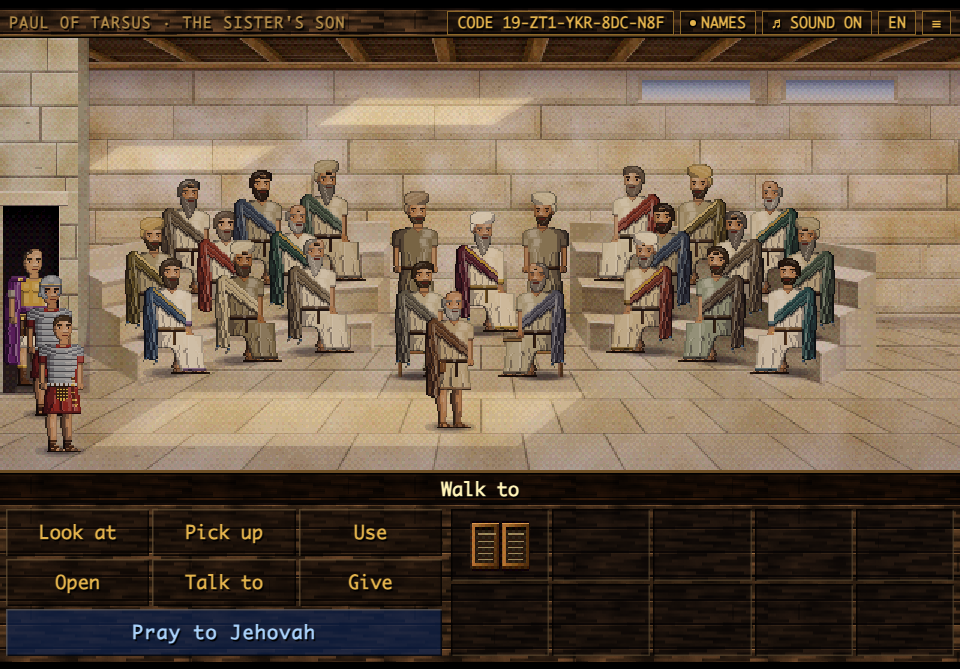 PAUL OF TARSUS · THE SISTER'S SON
CODE 19-ZT1-YKR-8DC-N8F
• NAMES
♬ SOUND ON
EN
≡
Walk to
Look at
Pick up
Use
Open
Talk to
Give
Pray to Jehovah